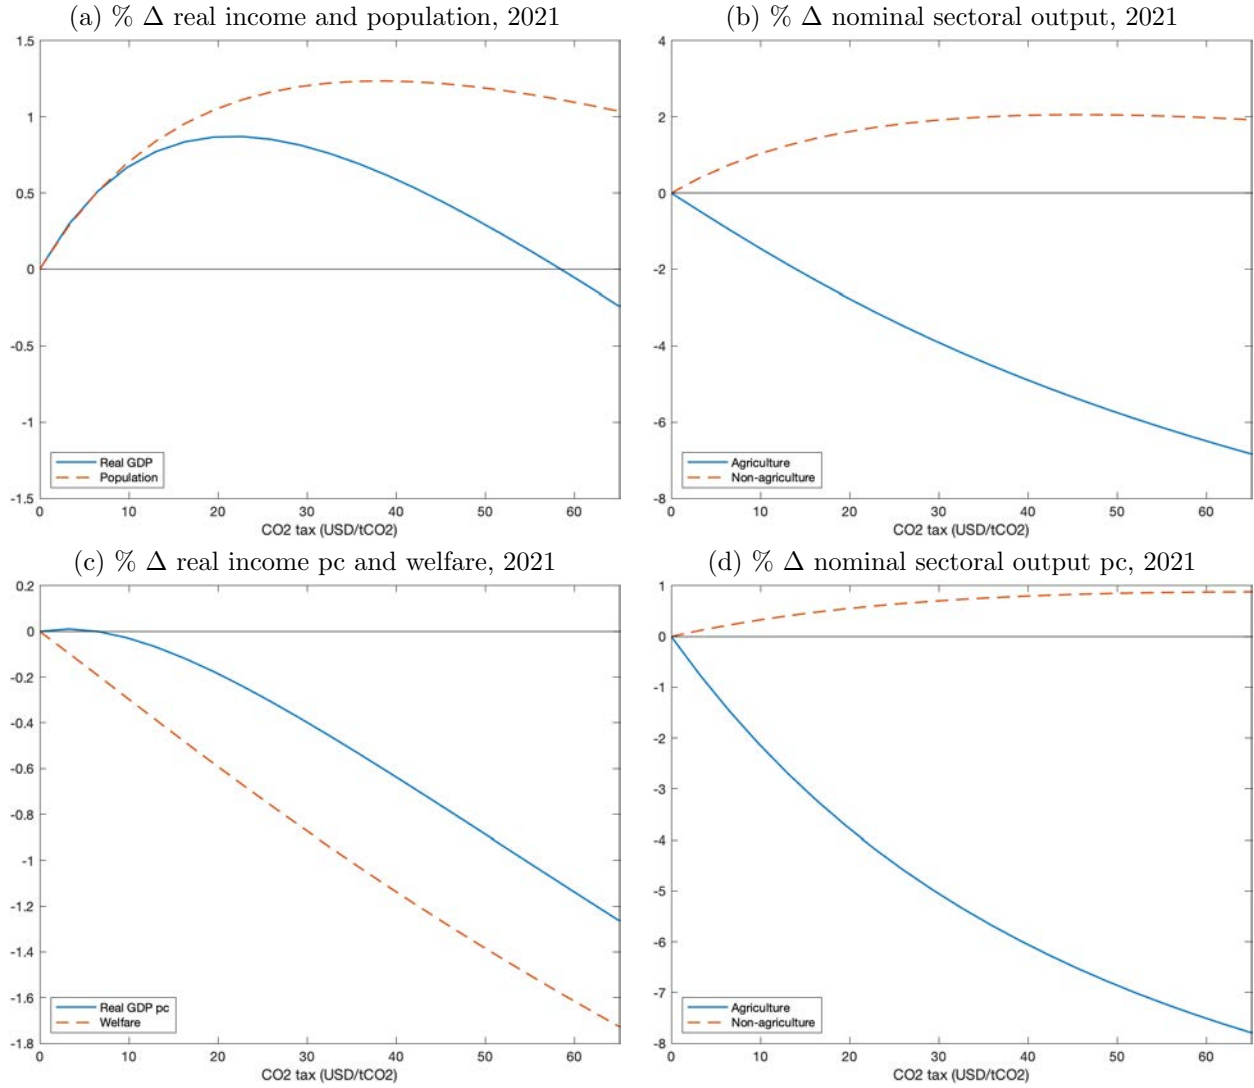 (a) % Δ real income and population, 2021
1.5
1
0.5
0
-0.5
-1
-1.5
Real GDP
Population
0 10 20 30 40 50 60
CO2 tax (USD/tCO2)
(b) % Δ nominal sectoral output, 2021
4
2
0
-2
-4
-6
-8
Agriculture
Non-agriculture
0 10 20 30 40 50 60
CO2 tax (USD/tCO2)
(c) % Δ real income pc and welfare, 2021
0.2
0
-0.2
-0.4
-0.6
-0.8
-1
-1.2
-1.4
-1.6
-1.8
Real GDP pc
Welfare
0 10 20 30 40 50 60
CO2 tax (USD/tCO2)
(d) % Δ nominal sectoral output pc, 2021
1
0
-1
-2
-3
-4
-5
-6
-7
-8
Agriculture
Non-agriculture
0 10 20 30 40 50 60
CO2 tax (USD/tCO2)